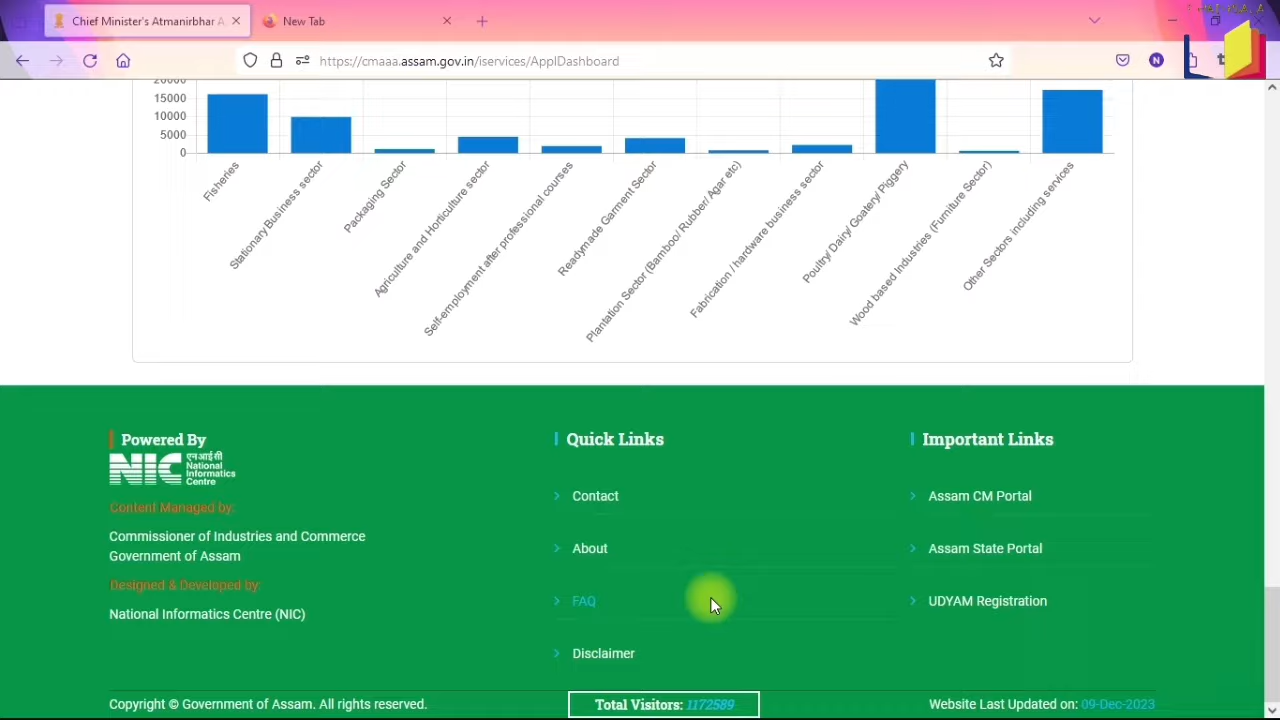 Chief Minister's Atmanirbhar A
New Tab
https://cmaaa.assam.gov.in/iservices/ApplDashboard
N
20000
15000
10000
5000
0
Fisheries
Stationary Business sector
Packaging Sector
Agriculture and Horticulture sector
Self-employment after professional courses
Readymade Garment Sector
Plantation Sector (Bamboo/ Rubber/ Agar etc)
Fabrication / hardware business sector
Poultry/ Dairy/ Goatery/ Piggery
Wood based Industries (Furniture Sector)
Other Sectors including services
Powered By
NIC
एन आई सी
National
Informatics
Centre
Content Managed by:
Commissioner of Industries and Commerce
Government of Assam
Designed & Developed by:
National Informatics Centre (NIC)
Quick Links
Contact
About
FAQ
Disclaimer
Important Links
Assam CM Portal
Assam State Portal
UDYAM Registration
Copyright © Government of Assam. All rights reserved.
Total Visitors: 1172589
Website Last Updated on: 09-Dec-2023